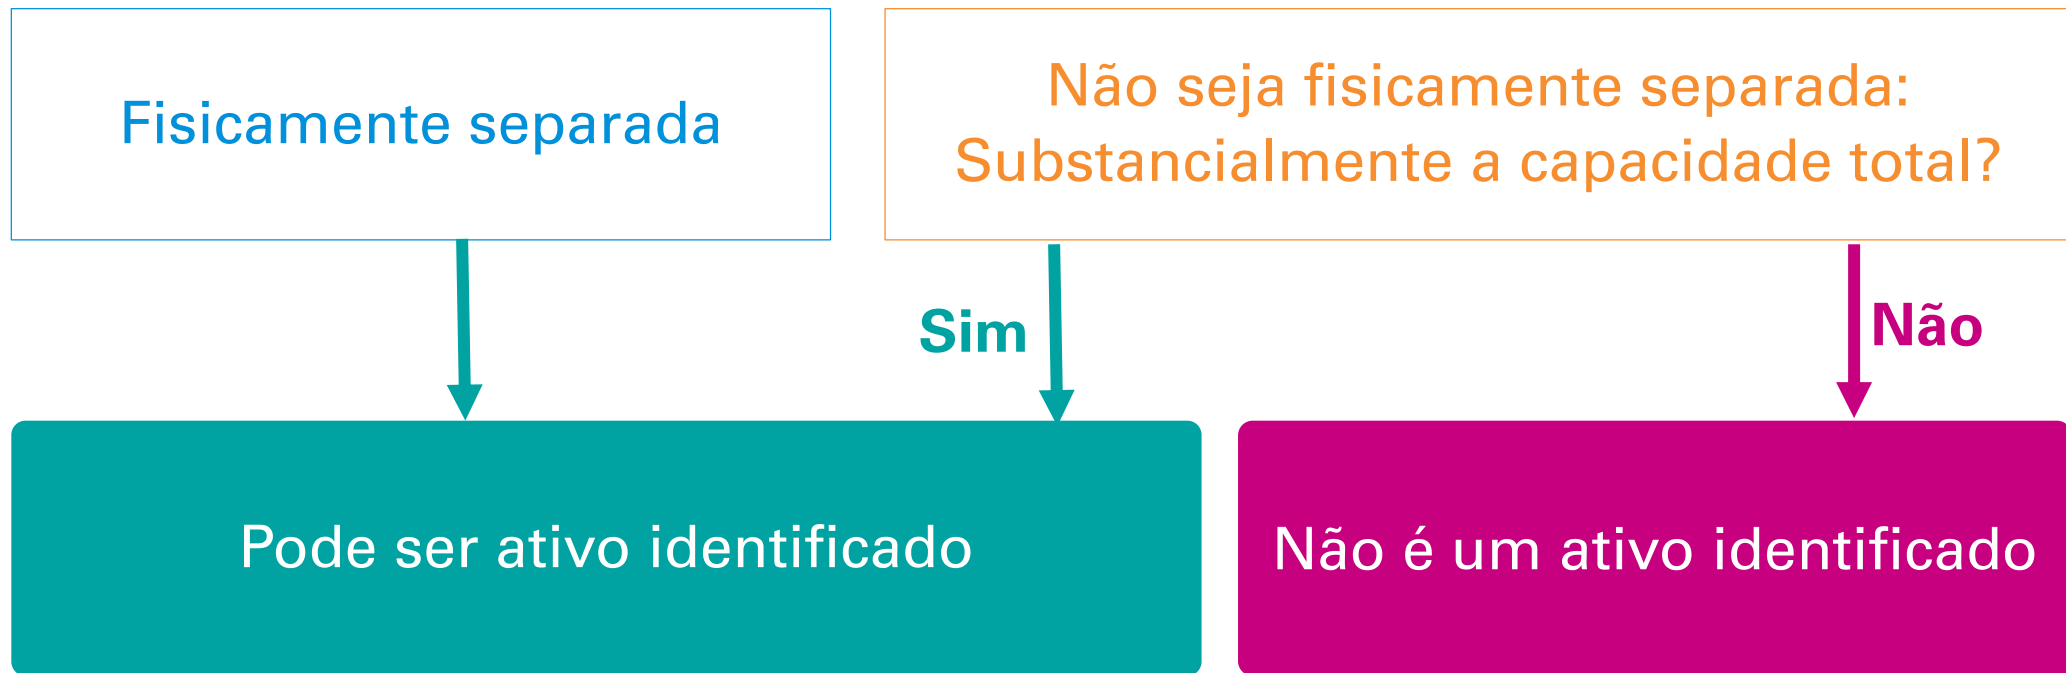 Fisicamente separada
Não seja fisicamente separada:
Substancialmente a capacidade total?
Sim
Não
Pode ser ativo identificado
Não é um ativo identificado